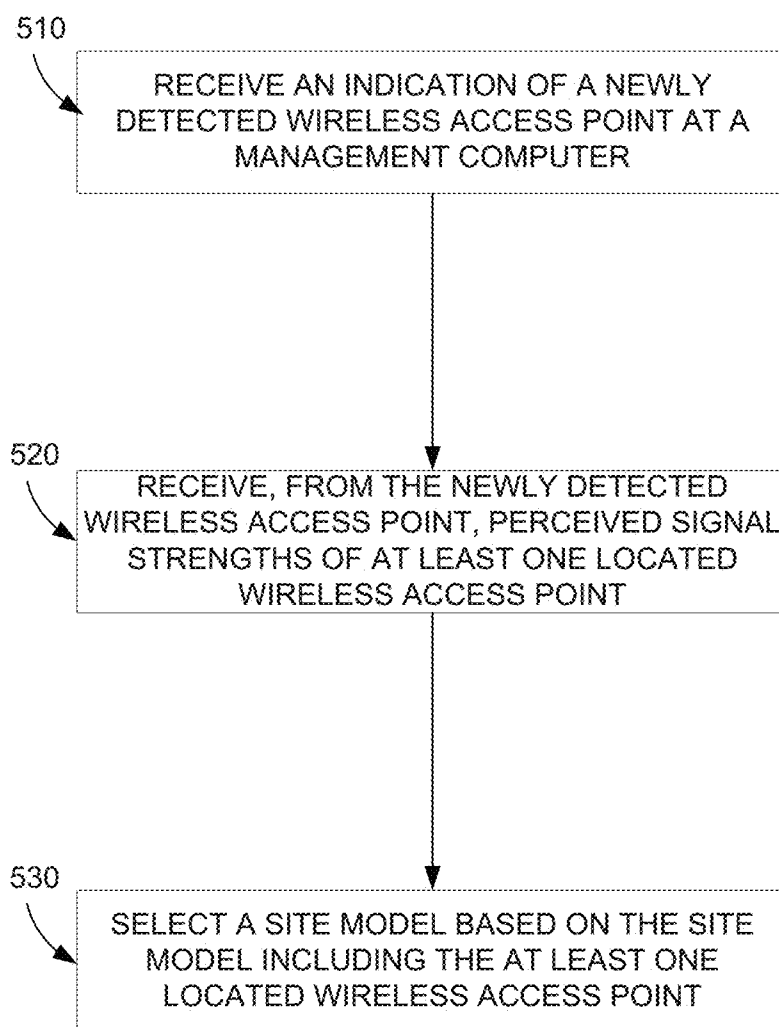 510
RECEIVE AN INDICATION OF A NEWLY
DETECTED WIRELESS ACCESS POINT AT A
MANAGEMENT COMPUTER
520
RECEIVE, FROM THE NEWLY DETECTED
WIRELESS ACCESS POINT, PERCEIVED SIGNAL
STRENGTHS OF AT LEAST ONE LOCATED
WIRELESS ACCESS POINT
530
SELECT A SITE MODEL BASED ON THE SITE
MODEL INCLUDING THE AT LEAST ONE
LOCATED WIRELESS ACCESS POINT